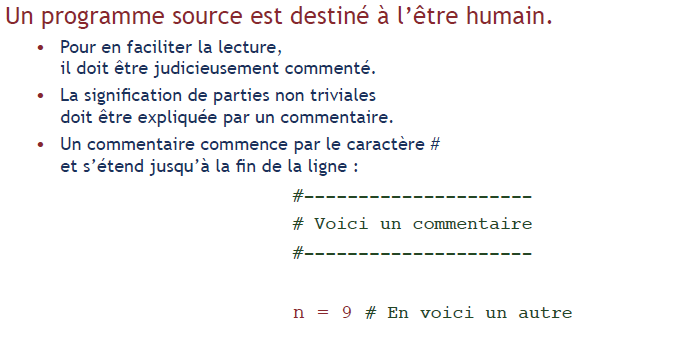 Un programme source est destiné à l’être humain.
• Pour en faciliter la lecture,
il doit être judicieusement commenté.
• La signification de parties non triviales
doit être expliquée par un commentaire.
• Un commentaire commence par le caractère #
et s’étend jusqu’à la fin de la ligne :
#---------------------
# Voici un commentaire
#---------------------
n = 9 # En voici un autre